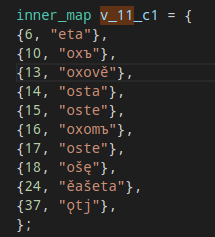 inner_map v_11_c1 = {
{6, "eta"},
{10, "oxъ"},
{13, "oxově"},
{14, "osta"},
{15, "oste"},
{16, "oxomъ"},
{17, "oste"},
{18, "ošę"},
{24, "ěašeta"},
{37, "ǫtj"},
};